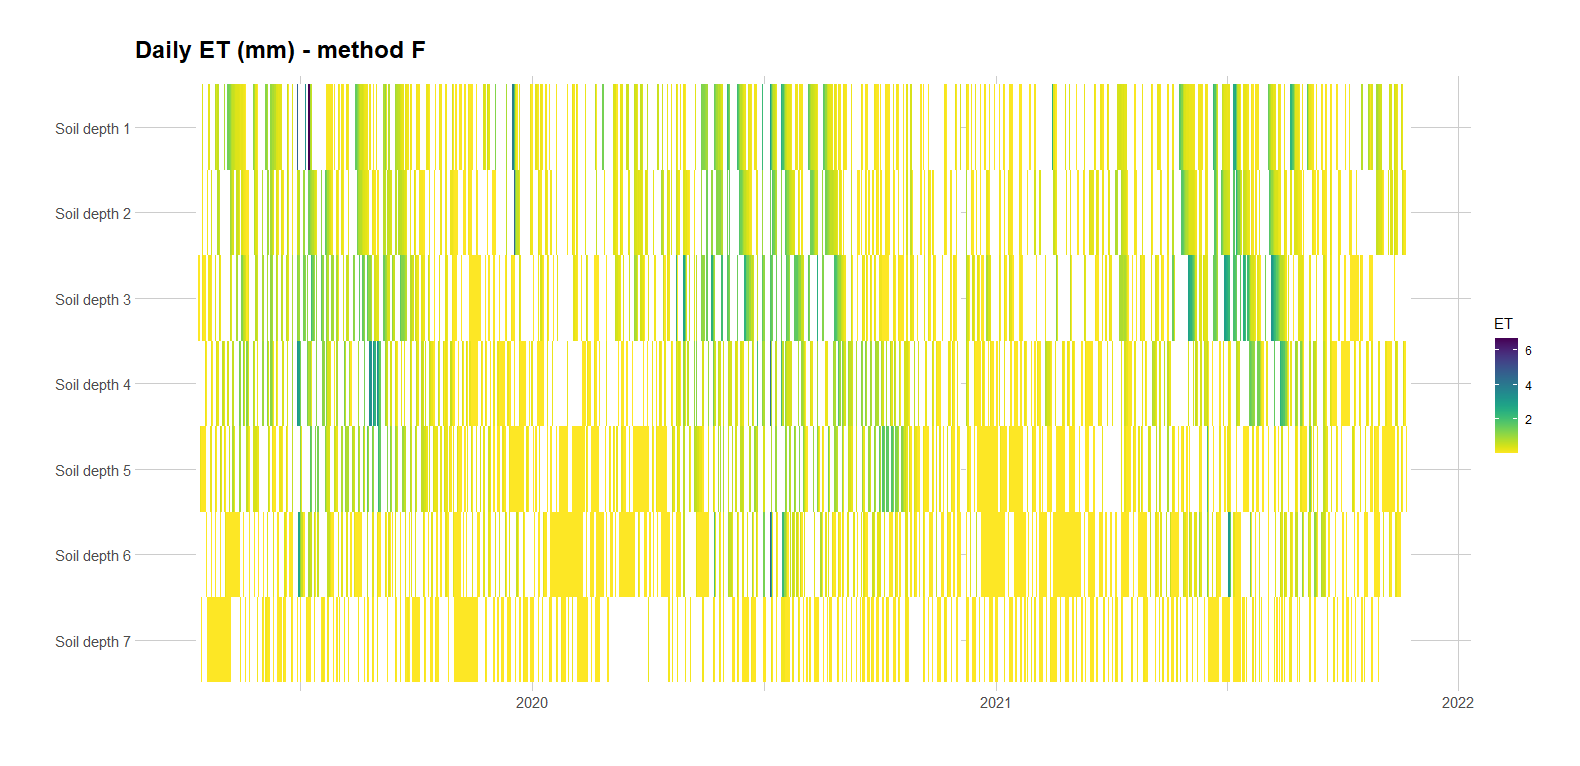 Daily ET (mm) - method F
Soil depth 1
Soil depth 2
Soil depth 3
Soil depth 4
Soil depth 5
Soil depth 6
Soil depth 7
2020
2021
2022
ET
6
4
2